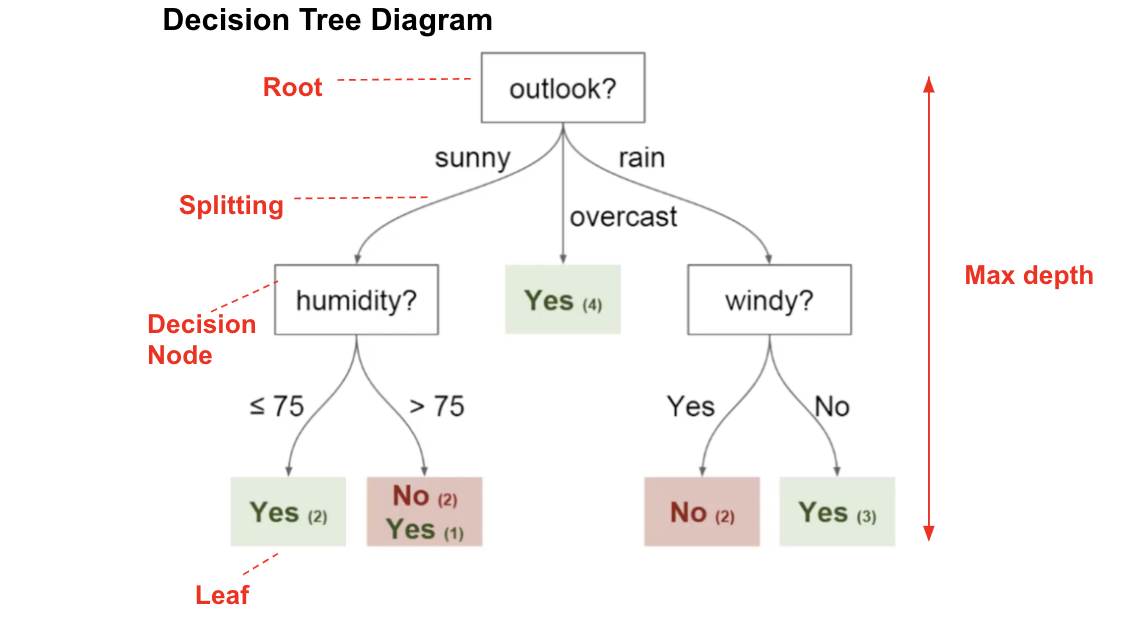 Decision Tree Diagram
Root
outlook?
sunny
rain
Splitting
overcast
humidity?
Yes (4)
windy?
Max depth
Decision
Node
≤ 75
> 75
Yes
No
Yes (2)
No (2)
Yes (1)
No (2)
Yes (3)
Leaf